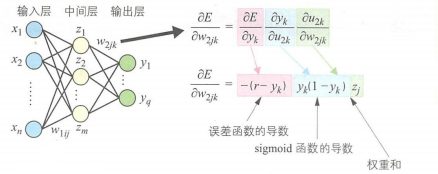 输入层 中间层 输出层
x₁ z₁ w₂ⱼₖ
x₂ z₂ y₁
xₙ w₁ᵢⱼ zₘ y_q
∂E/∂w₂ⱼₖ = ∂E/∂yₖ ∂yₖ/∂u₂ₖ ∂u₂ₖ/∂w₂ⱼₖ
∂E/∂w₂ⱼₖ = −(r−yₖ) yₖ(1−yₖ) zⱼ
误差函数的导数
sigmoid 函数的导数
权重和